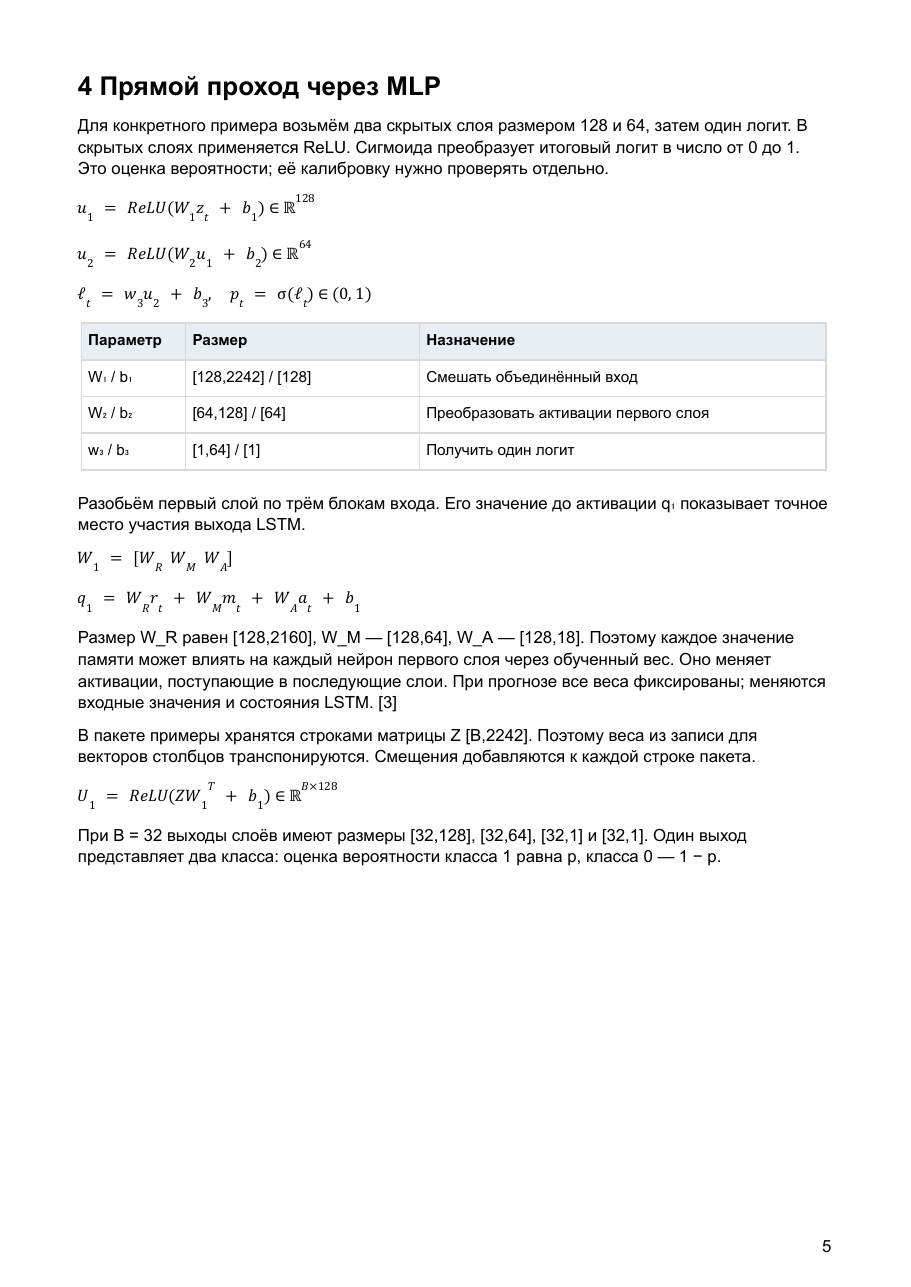 4 Прямой проход через MLP
Для конкретного примера возьмём два скрытых слоя размером 128 и 64, затем один логит. В
скрытых слоях применяется ReLU. Сигмоида преобразует итоговый логит в число от 0 до 1.
Это оценка вероятности; её калибровку нужно проверять отдельно.
u₁ = ReLU(W₁zₜ + b₁) ∈ ℝ¹²⁸
u₂ = ReLU(W₂u₁ + b₂) ∈ ℝ⁶⁴
ℓₜ = w₃u₂ + b₃, pₜ = σ(ℓₜ) ∈ (0, 1)
Параметр Размер Назначение
W₁ / b₁ [128,2242] / [128] Смешать объединённый вход
W₂ / b₂ [64,128] / [64] Преобразовать активации первого слоя
w₃ / b₃ [1,64] / [1] Получить один логит
Разобьём первый слой по трём блокам входа. Его значение до активации q₁ показывает точное
место участия выхода LSTM.
W₁ = [W_R W_M W_A]
q₁ = W_R rₜ + W_M mₜ + W_A aₜ + b₁
Размер W_R равен [128,2160], W_M — [128,64], W_A — [128,18]. Поэтому каждое значение
памяти может влиять на каждый нейрон первого слоя через обученный вес. Оно меняет
активации, поступающие в последующие слои. При прогнозе все веса фиксированы; меняются
входные значения и состояния LSTM. [3]
В пакете примеры хранятся строками матрицы Z [B,2242]. Поэтому веса из записи для
векторов столбцов транспонируются. Смещения добавляются к каждой строке пакета.
U₁ = ReLU(ZW₁ᵀ + b₁) ∈ ℝ^{B×128}
При B = 32 выходы слоёв имеют размеры [32,128], [32,64], [32,1] и [32,1]. Один выход
представляет два класса: оценка вероятности класса 1 равна p, класса 0 — 1 − p.
5